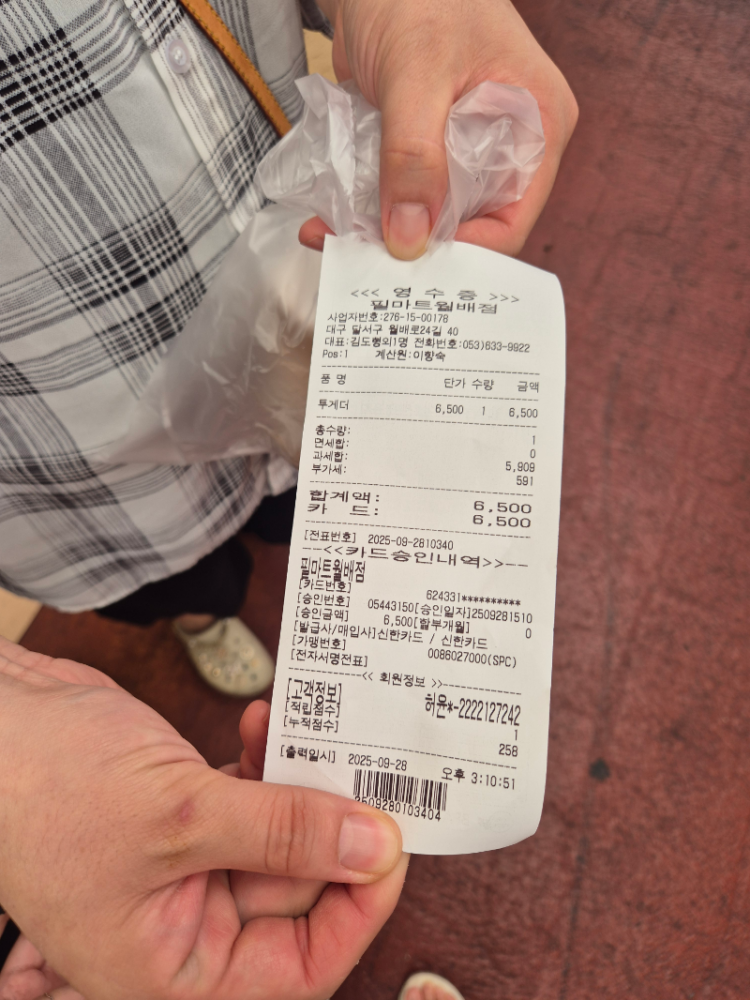 <<< 영 수 증 >>>
필마트월배점
사업자번호:276-15-00178
대구 달서구 월배로24길 40
대표:김도형외1명 전화번호:053)633-9922
Pos:1 계산원:이향숙
품 명 단가 수량 금액
투게더 6,500 1 6,500
총수량: 1
면세합: 0
과세합: 5,909
부가세: 591
합계액: 6,500
카 드: 6,500
[전표번호] 2025-09-2810340
--<<카드승인내역>>--
필마트월배점
[카드번호] 624331**********
[승인번호] 05443150[승인일자]2509281510
[승인금액] 6,500[할부개월] 0
[발급사/매입사]신한카드 / 신한카드
[가맹번호] 0086027000(SPC)
[전자서명전표]
<< 회원정보 >>
[고객정보] 허윤*-2222127242
[적립점수] 1
[누적점수] 258
[출력일시] 2025-09-28 오후 3:10:51
2509280103404